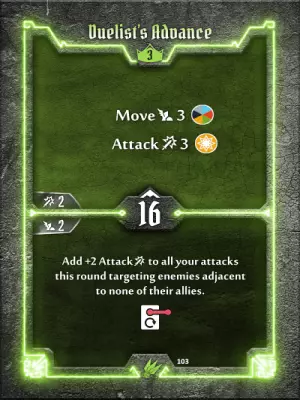 Duelist's Advance
3
Move 3
Attack 3
2
16
2
Add +2 Attack to all your attacks
this round targeting enemies adjacent
to none of their allies.
103